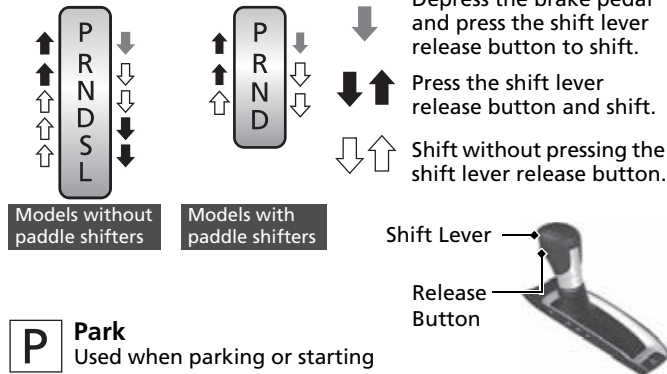 Depress the brake pedal
and press the shift lever
release button to shift.
P
R
N
D
S
L
P
R
N
D
Press the shift lever
release button and shift.
Shift without pressing the
shift lever release button.
Models without
paddle shifters
Models with
paddle shifters
Shift Lever
Release
Button
P
Park
Used when parking or starting